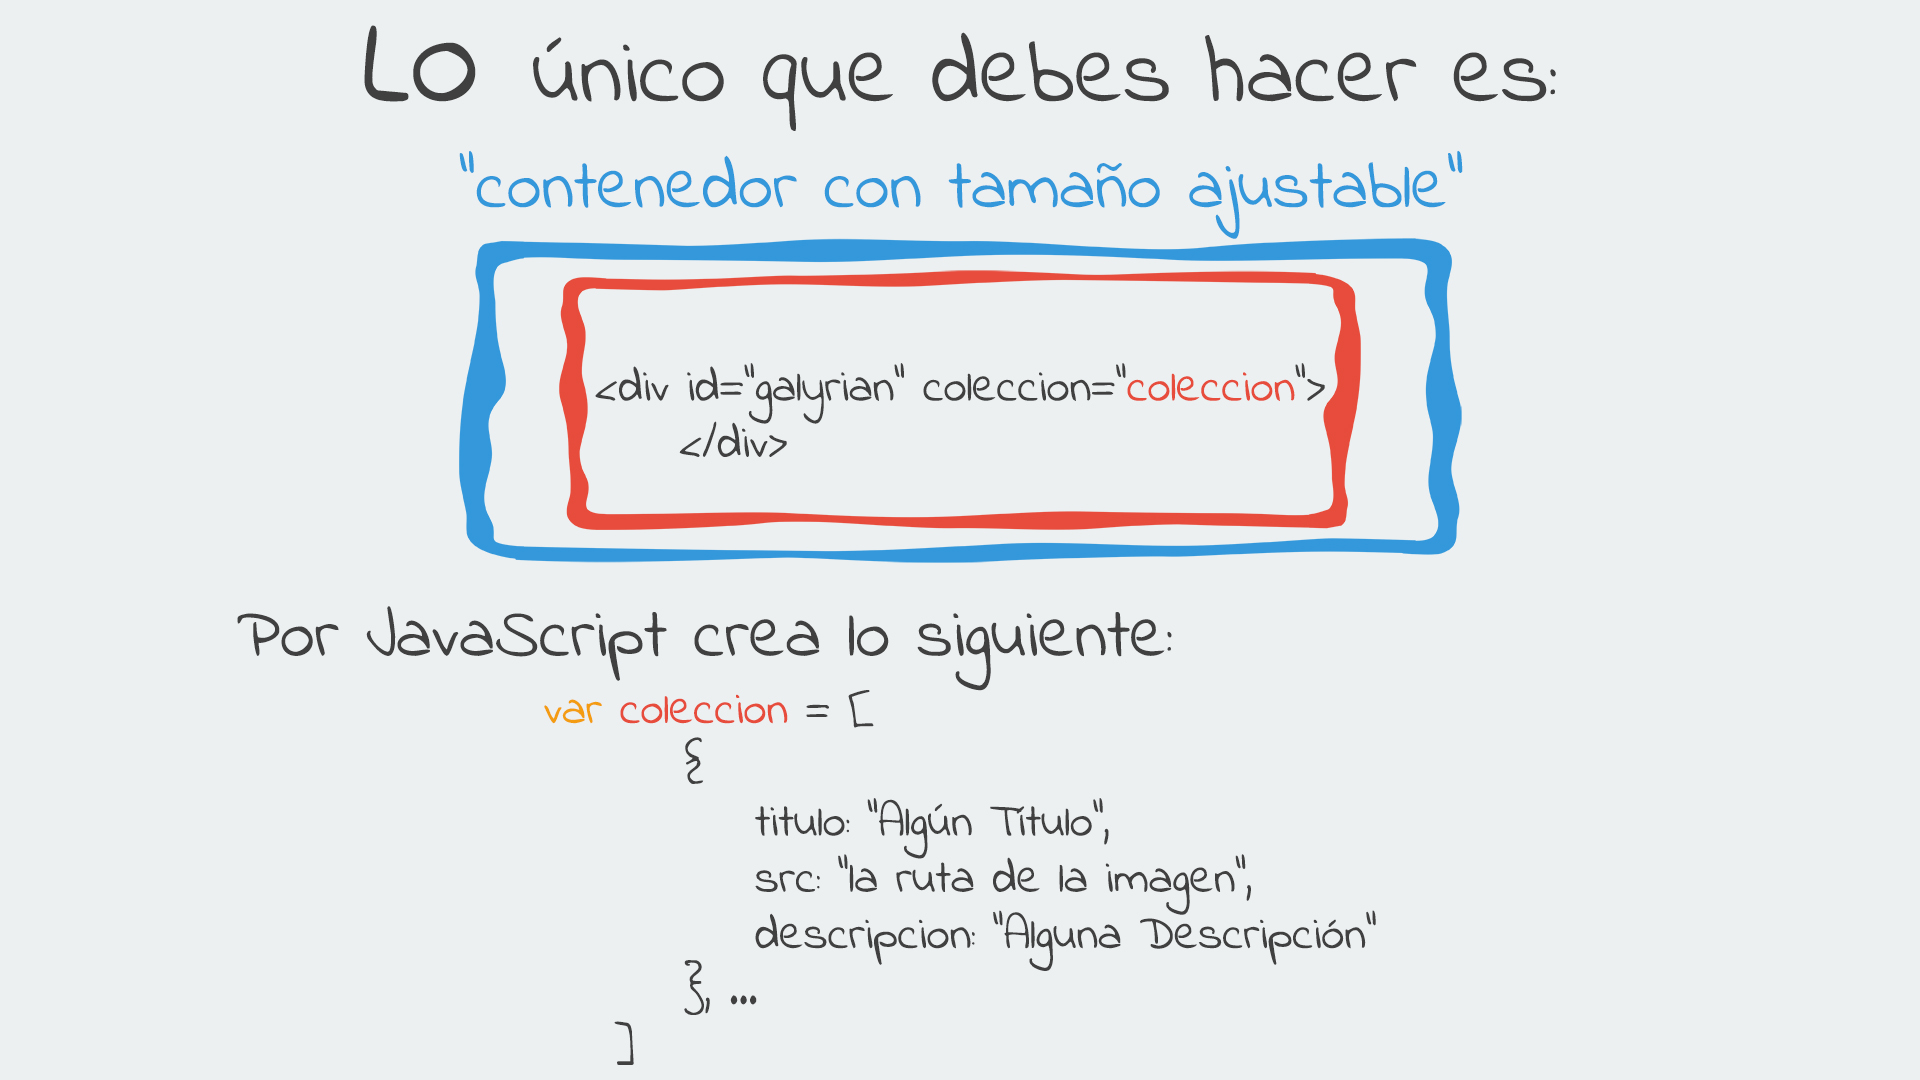 Lo único que debes hacer es:
"contenedor con tamaño ajustable"
<div id="galyrian" coleccion="coleccion">
</div>
Por JavaScript crea lo siguiente:
var coleccion = [
{
titulo: "Algún Título",
src: "la ruta de la imagen",
descripcion: "Alguna Descripción"
}, ...
]